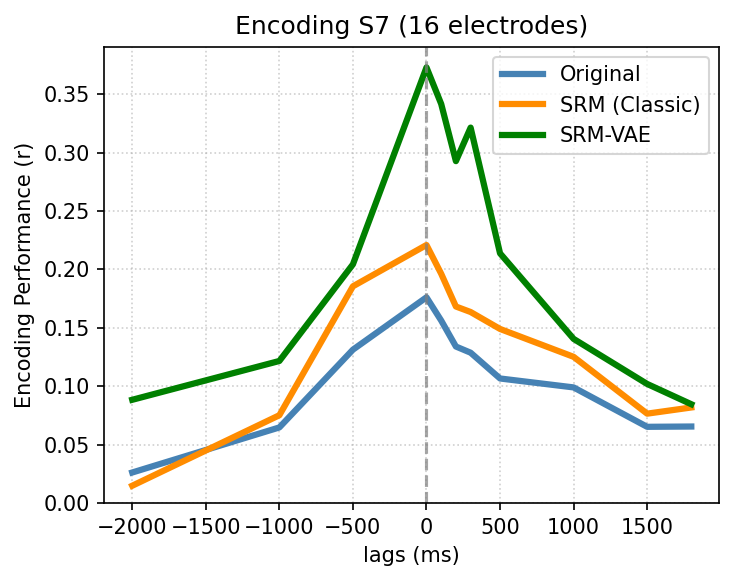 Encoding S7 (16 electrodes)
Original
SRM (Classic)
SRM-VAE
Encoding Performance (r)
0.35
0.30
0.25
0.20
0.15
0.10
0.05
0.00
−2000 −1500 −1000 −500 0 500 1000 1500
lags (ms)